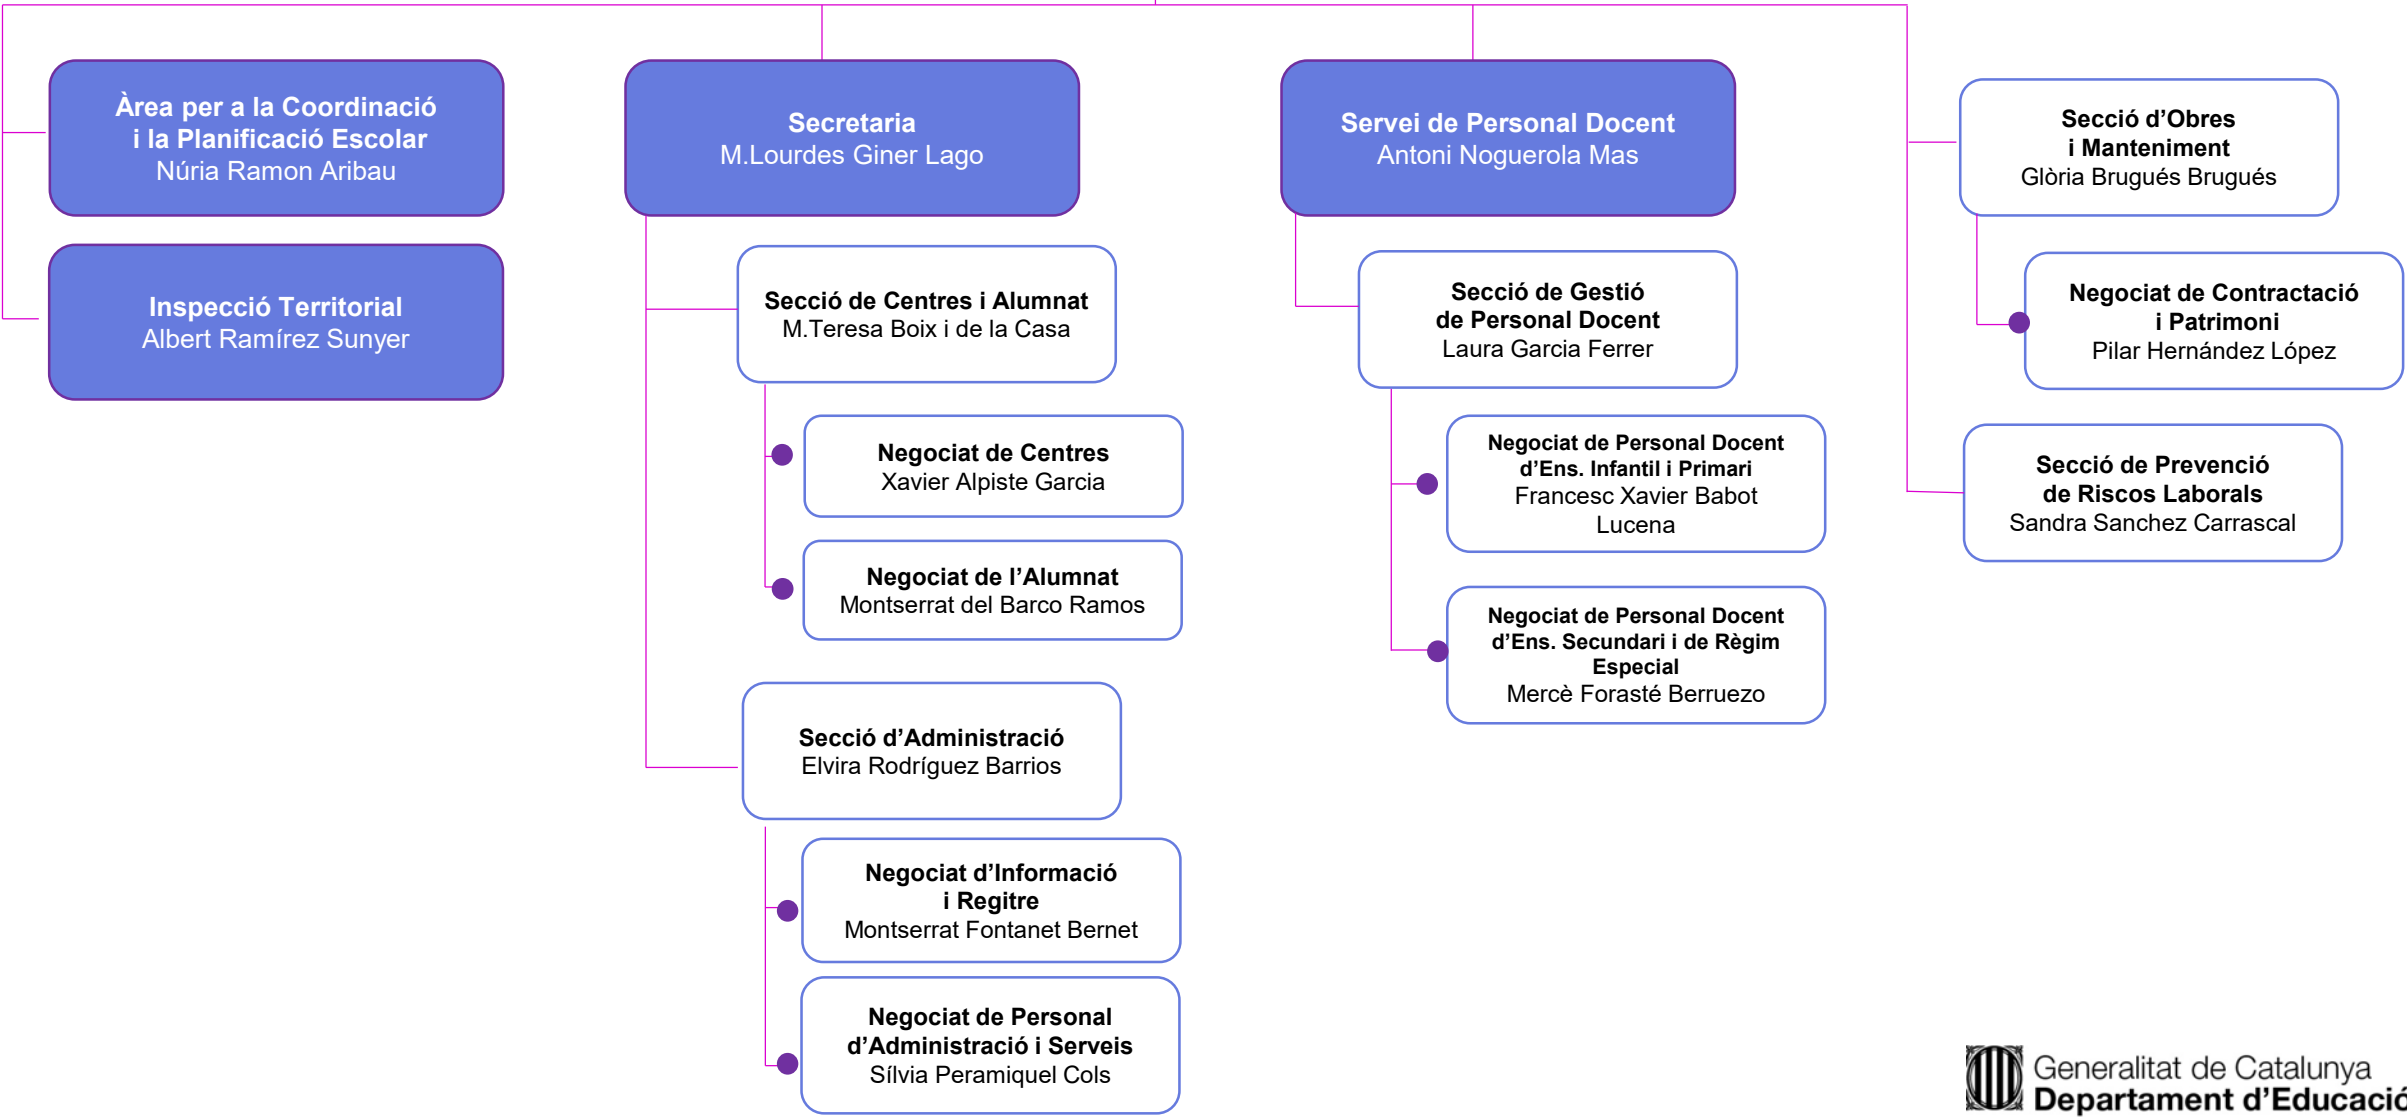 Àrea per a la Coordinació
i la Planificació Escolar
Núria Ramon Aribau
Inspecció Territorial
Albert Ramírez Sunyer
Secretaria
M.Lourdes Giner Lago
Secció de Centres i Alumnat
M.Teresa Boix i de la Casa
Negociat de Centres
Xavier Alpiste Garcia
Negociat de l’Alumnat
Montserrat del Barco Ramos
Secció d’Administració
Elvira Rodríguez Barrios
Negociat d’Informació
i Regitre
Montserrat Fontanet Bernet
Negociat de Personal
d’Administració i Serveis
Sílvia Peramiquel Cols
Servei de Personal Docent
Antoni Noguerola Mas
Secció de Gestió
de Personal Docent
Laura Garcia Ferrer
Negociat de Personal Docent
d’Ens. Infantil i Primari
Francesc Xavier Babot
Lucena
Negociat de Personal Docent
d’Ens. Secundari i de Règim
Especial
Mercè Forasté Berruezo
Secció d’Obres
i Manteniment
Glòria Brugués Brugués
Negociat de Contractació
i Patrimoni
Pilar Hernández López
Secció de Prevenció
de Riscos Laborals
Sandra Sanchez Carrascal
Generalitat de Catalunya
Departament d’Educació